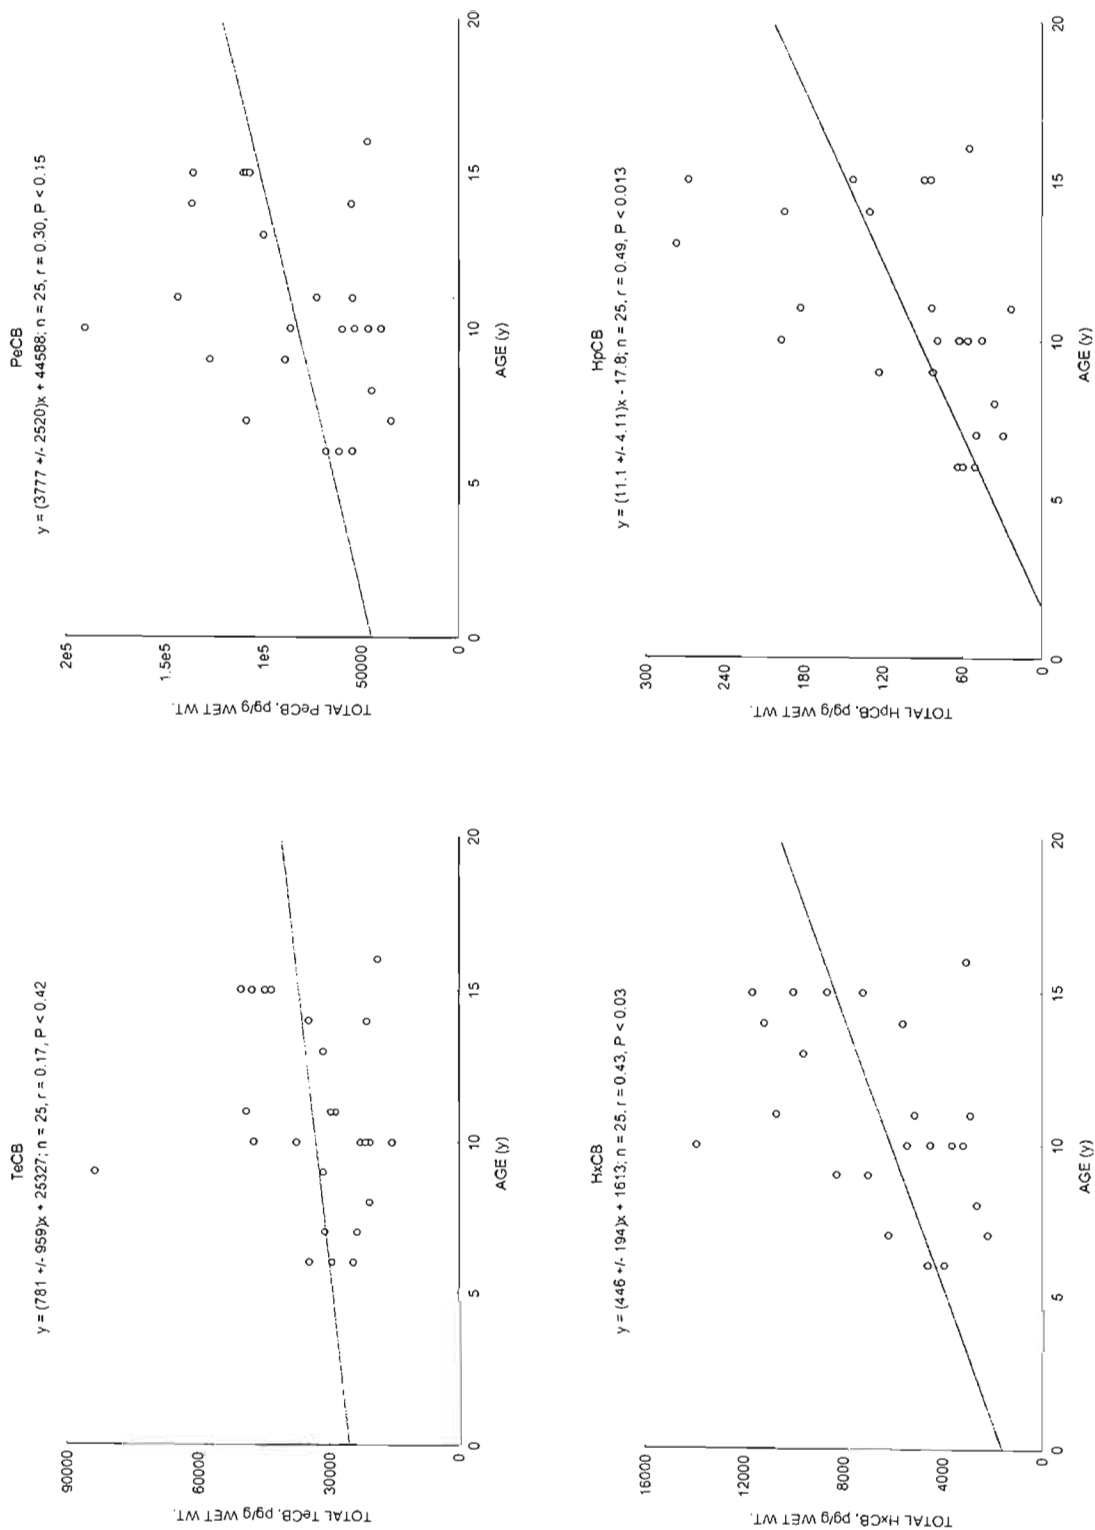 TeCB
y = (781 +/- 959)x + 25327; n = 25, r = 0.17, P < 0.42
90000
60000
30000
0
TOTAL TeCB, pg/g WET WT.
0
5
10
15
20
AGE (y)
PeCB
y = (3777 +/- 2520)x + 44588; n = 25, r = 0.30, P < 0.15
2e5
1.5e5
1e5
50000
0
TOTAL PeCB, pg/g WET WT.
0
5
10
15
20
AGE (y)
HxCB
y = (446 +/- 194)x + 1613; n = 25, r = 0.43, P < 0.03
16000
12000
8000
4000
0
TOTAL HxCB, pg/g WET WT.
0
5
10
15
20
AGE (y)
HpCB
y = (11.1 +/- 4.11)x - 17.8; n = 25, r = 0.49, P < 0.013
300
240
180
120
60
0
TOTAL HpCB, pg/g WET WT.
0
5
10
15
20
AGE (y)